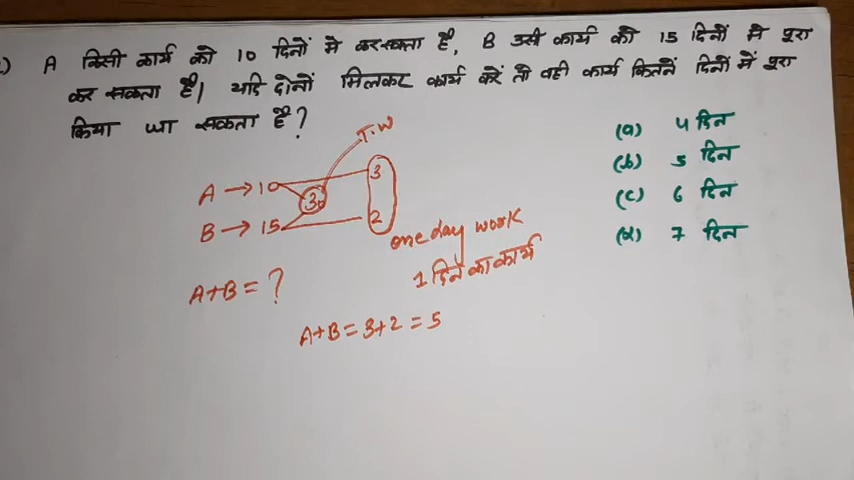 A किसी कार्य को 10 दिनों मे कर सकता है, B उसी कार्य को 15 दिनों मे पूरा
कर सकता है। यदि दोनों मिलकर कार्य करें तो वही कार्य कितने दिनों में पूरा
किया जा सकता है?
(a) 4 दिन
(b) 5 दिन
(c) 6 दिन
(d) 7 दिन
T.W
A → 10
30
3
B → 15
2
one day work
1 दिन का कार्य
A+B = ?
A+B = 3+2 = 5